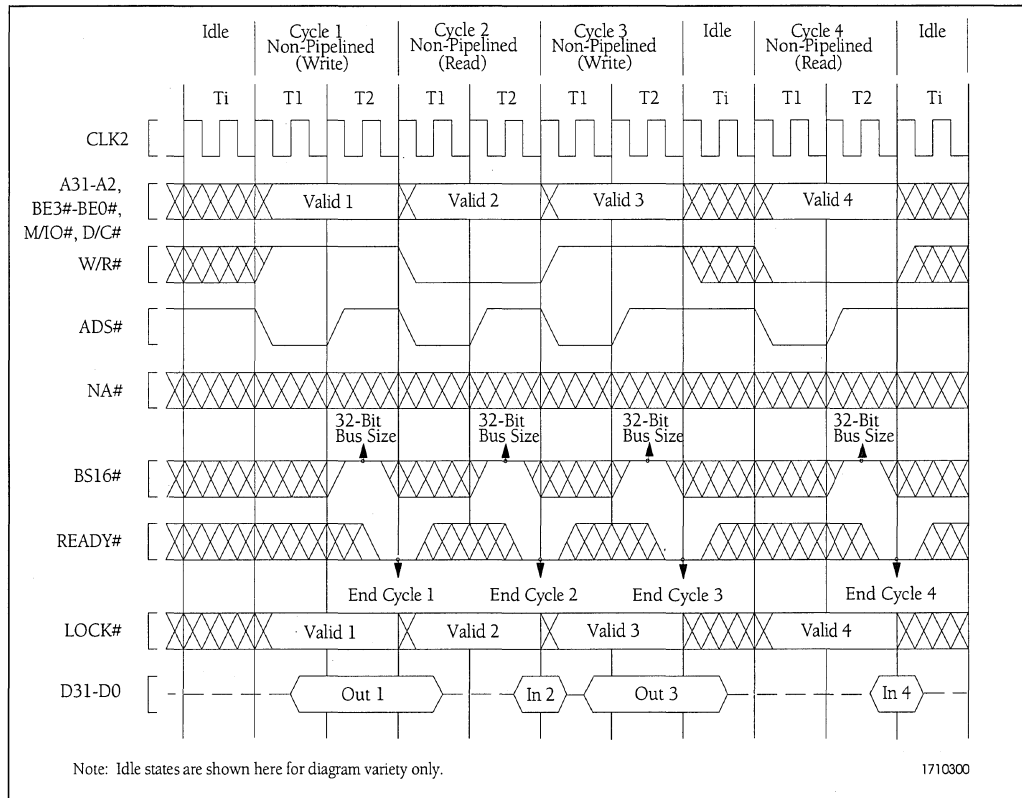 Idle Cycle 1 Non-Pipelined (Write) Cycle 2 Non-Pipelined (Read) Cycle 3 Non-Pipelined (Write) Idle Cycle 4 Non-Pipelined (Read) Idle
Ti T1 T2 T1 T2 T1 T2 Ti T1 T2 Ti
CLK2
A31-A2,
BE3#-BE0#,
M/IO#, D/C#
Valid 1 Valid 2 Valid 3 Valid 4
W/R#
ADS#
NA#
32-Bit Bus Size 32-Bit Bus Size 32-Bit Bus Size 32-Bit Bus Size
BS16#
READY#
End Cycle 1 End Cycle 2 End Cycle 3 End Cycle 4
LOCK# Valid 1 Valid 2 Valid 3 Valid 4
D31-D0 Out 1 In 2 Out 3 In 4
Note: Idle states are shown here for diagram variety only. 1710300